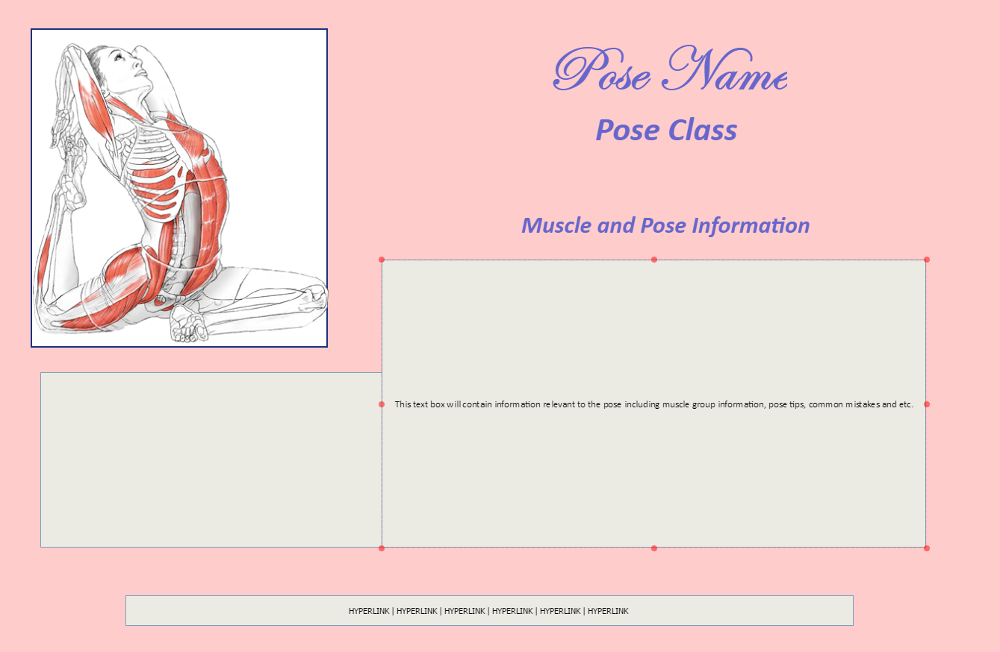 Pose Name
Pose Class
Muscle and Pose Information
This text box will contain information relevant to the pose including muscle group information, pose tips, common mistakes and etc.
HYPERLINK | HYPERLINK | HYPERLINK | HYPERLINK | HYPERLINK | HYPERLINK